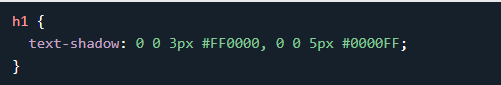 h1 {
  text-shadow: 0 0 3px #FF0000, 0 0 5px #0000FF;
}